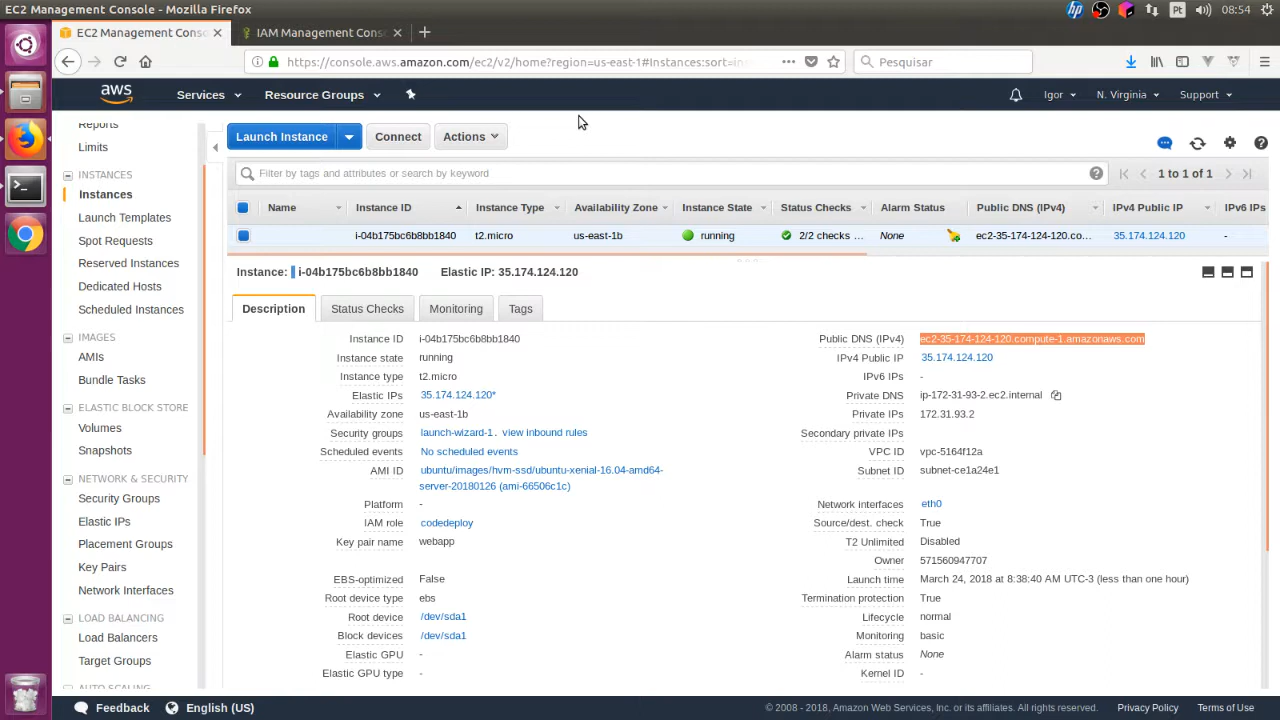 EC2 Management Console - Mozilla Firefox
Pt
08:54
EC2 Management Conso
IAM Management Conso
https://console.aws.amazon.com/ec2/v2/home?region=us-east-1#Instances:sort=in
Pesquisar
aws
Services
Resource Groups
Igor
N. Virginia
Support
Reports
Limits
INSTANCES
Instances
Launch Templates
Spot Requests
Reserved Instances
Dedicated Hosts
Scheduled Instances
IMAGES
AMIs
Bundle Tasks
ELASTIC BLOCK STORE
Volumes
Snapshots
NETWORK & SECURITY
Security Groups
Elastic IPs
Placement Groups
Key Pairs
Network Interfaces
LOAD BALANCING
Load Balancers
Target Groups
AUTO SCALING
Launch Instance
Connect
Actions
Filter by tags and attributes or search by keyword
1 to 1 of 1
Name Instance ID Instance Type Availability Zone Instance State Status Checks Alarm Status Public DNS (IPv4) IPv4 Public IP IPv6 IPs
i-04b175bc6b8bb1840 t2.micro us-east-1b running 2/2 checks ... None ec2-35-174-124-120.co... 35.174.124.120 -
Instance: i-04b175bc6b8bb1840 Elastic IP: 35.174.124.120
Description
Status Checks
Monitoring
Tags
Instance ID i-04b175bc6b8bb1840
Instance state running
Instance type t2.micro
Elastic IPs 35.174.124.120*
Availability zone us-east-1b
Security groups launch-wizard-1. view inbound rules
Scheduled events No scheduled events
AMI ID ubuntu/images/hvm-ssd/ubuntu-xenial-16.04-amd64-
server-20180126 (ami-66506c1c)
Platform -
IAM role codedeploy
Key pair name webapp
EBS-optimized False
Root device type ebs
Root device /dev/sda1
Block devices /dev/sda1
Elastic GPU -
Elastic GPU type -
Public DNS (IPv4) ec2-35-174-124-120.compute-1.amazonaws.com
IPv4 Public IP 35.174.124.120
IPv6 IPs -
Private DNS ip-172-31-93-2.ec2.internal
Private IPs 172.31.93.2
Secondary private IPs
VPC ID vpc-5164f12a
Subnet ID subnet-ce1a24e1
Network interfaces eth0
Source/dest. check True
T2 Unlimited Disabled
Owner 571560947707
Launch time March 24, 2018 at 8:38:40 AM UTC-3 (less than one hour)
Termination protection True
Lifecycle normal
Monitoring basic
Alarm status None
Kernel ID -
Feedback
English (US)
© 2008 - 2018, Amazon Web Services, Inc. or its affiliates. All rights reserved.
Privacy Policy
Terms of Use